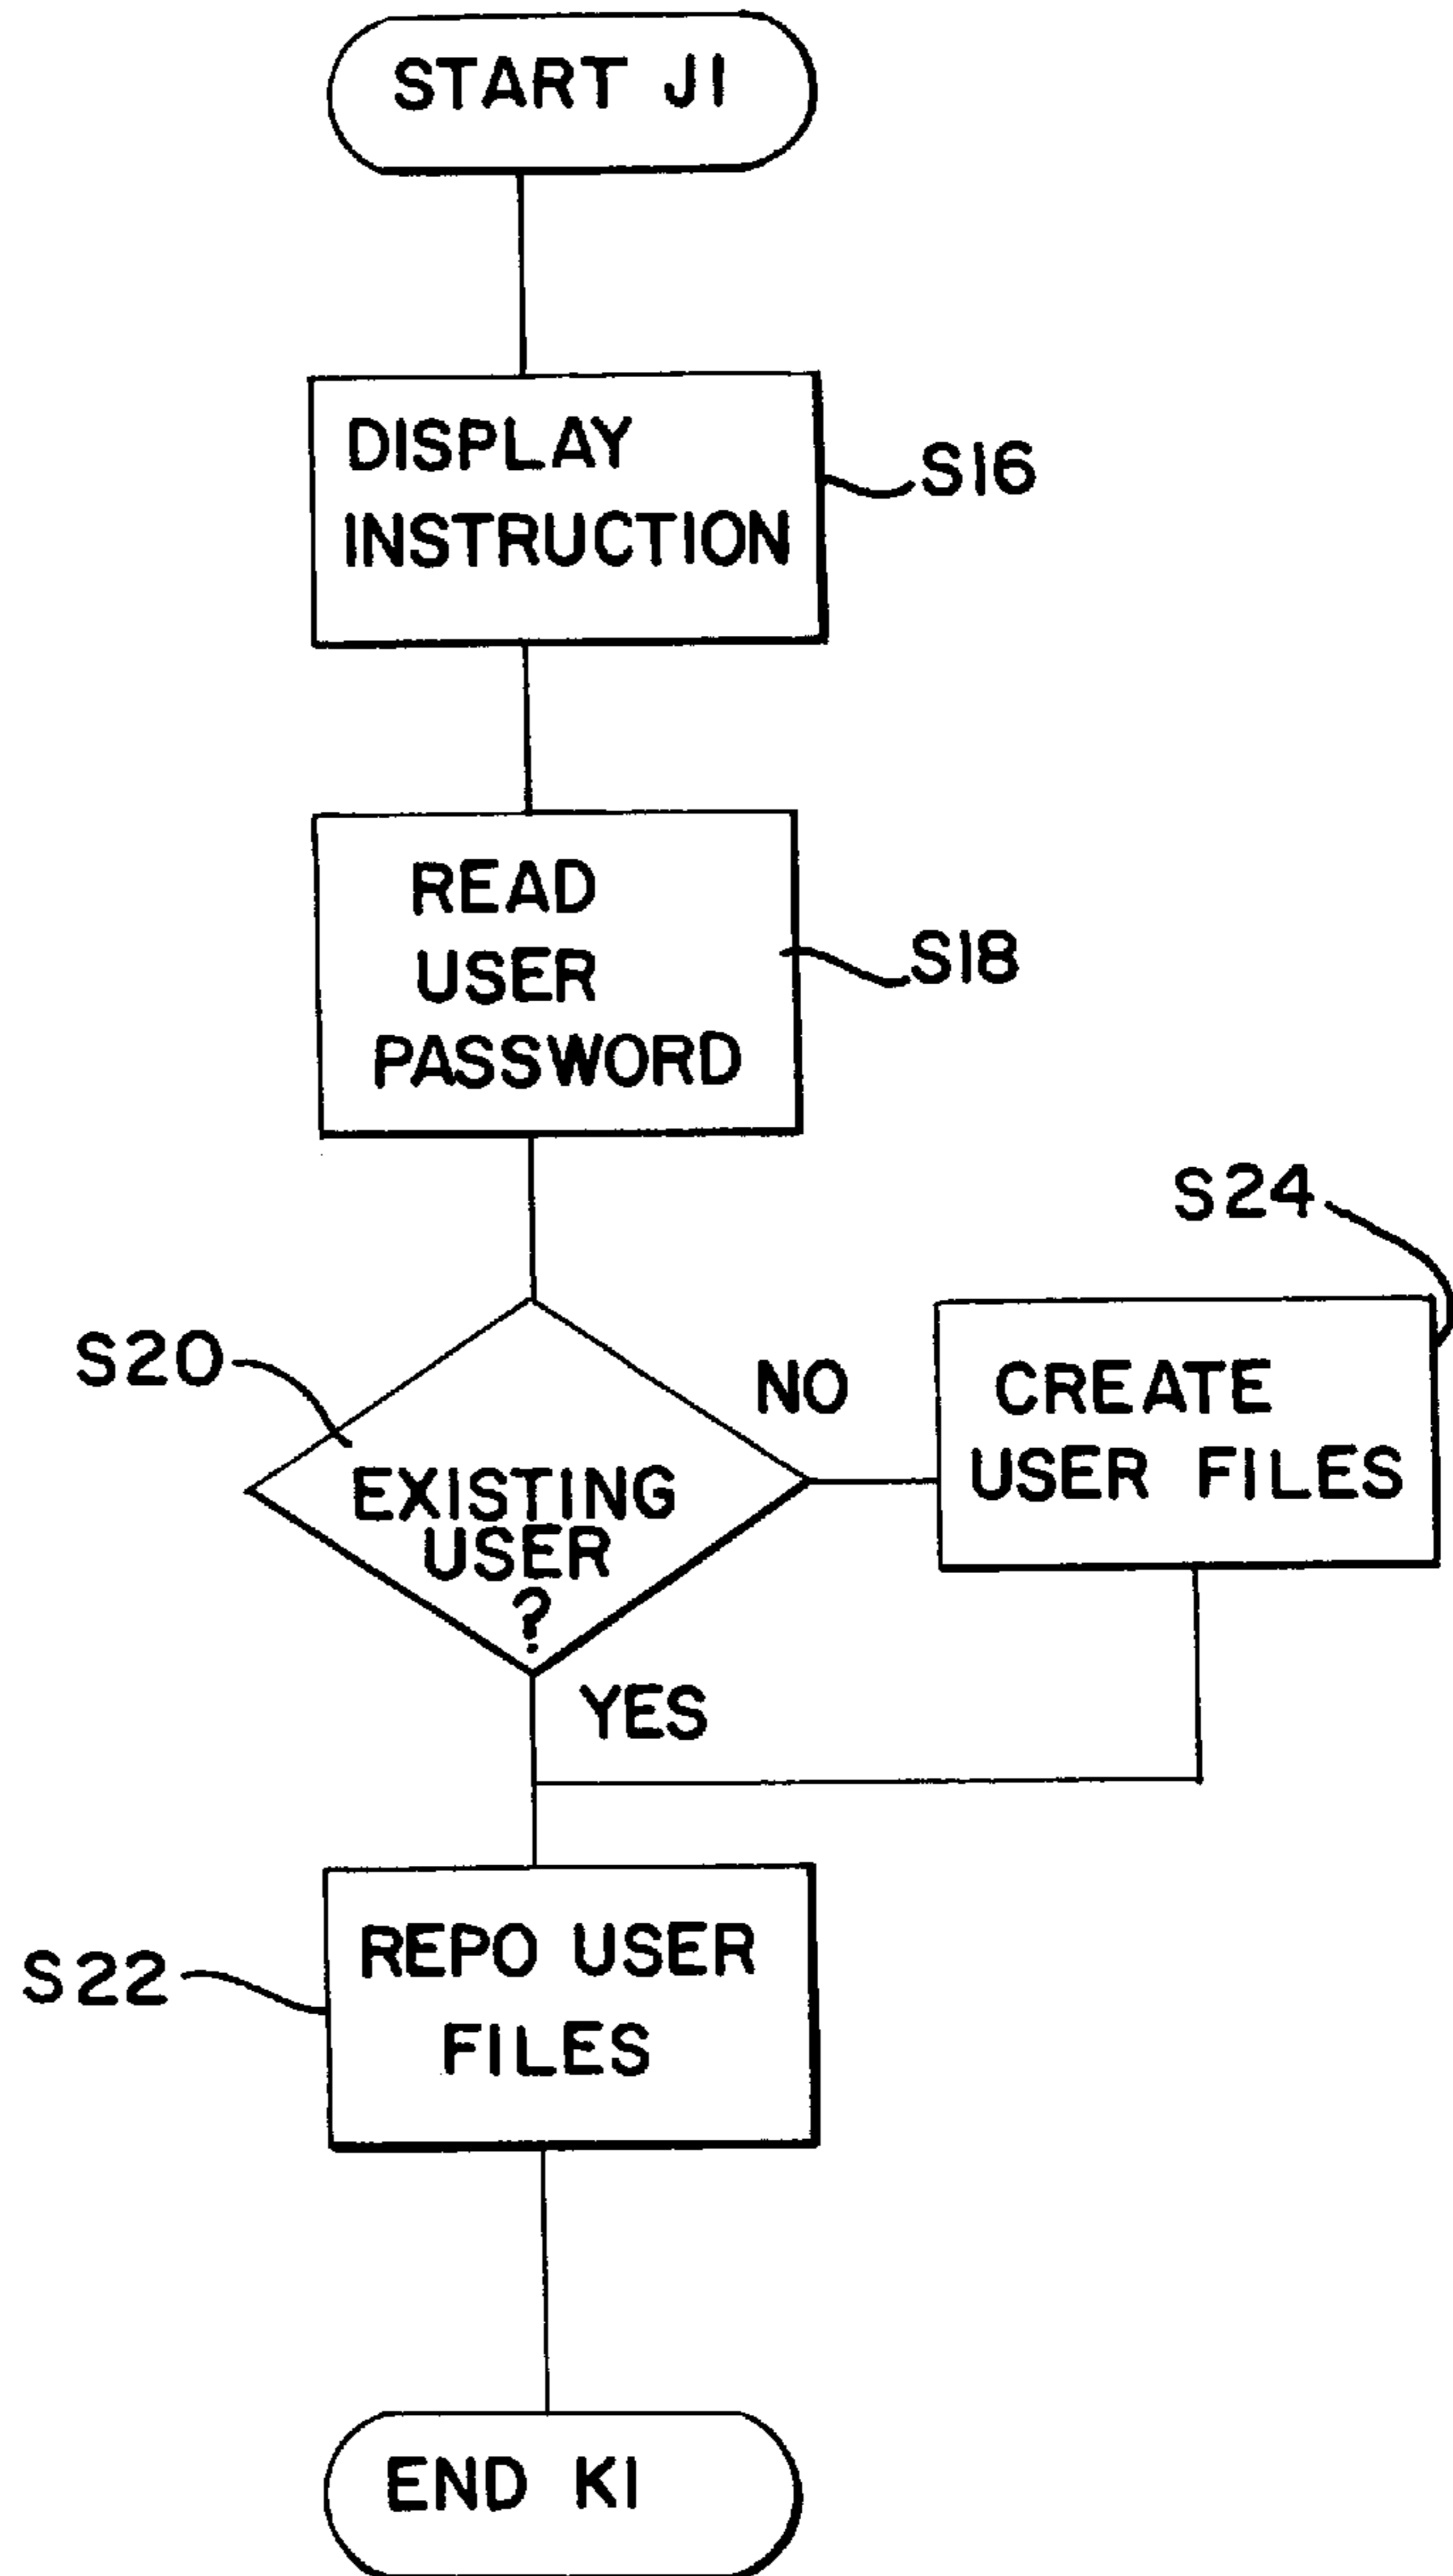 START J1
DISPLAY
INSTRUCTION
S16
READ
USER
PASSWORD
S18
S24
S20
NO
CREATE
USER FILES
EXISTING
USER
?
YES
REPO USER
FILES
S22
END K1